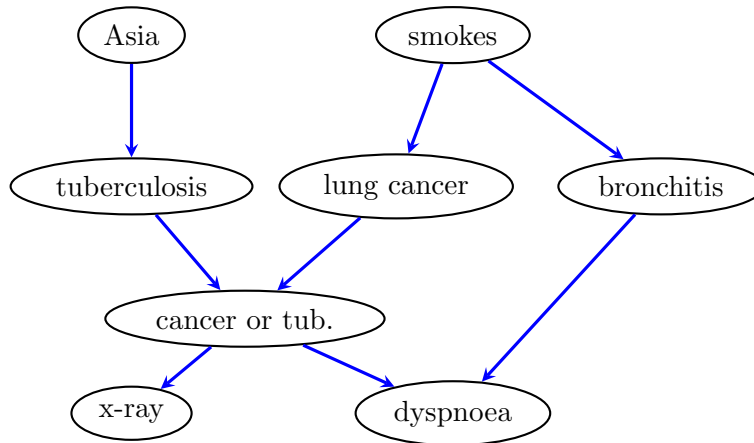 Asia
smokes
tuberculosis
lung cancer
bronchitis
cancer or tub.
x-ray
dyspnoea